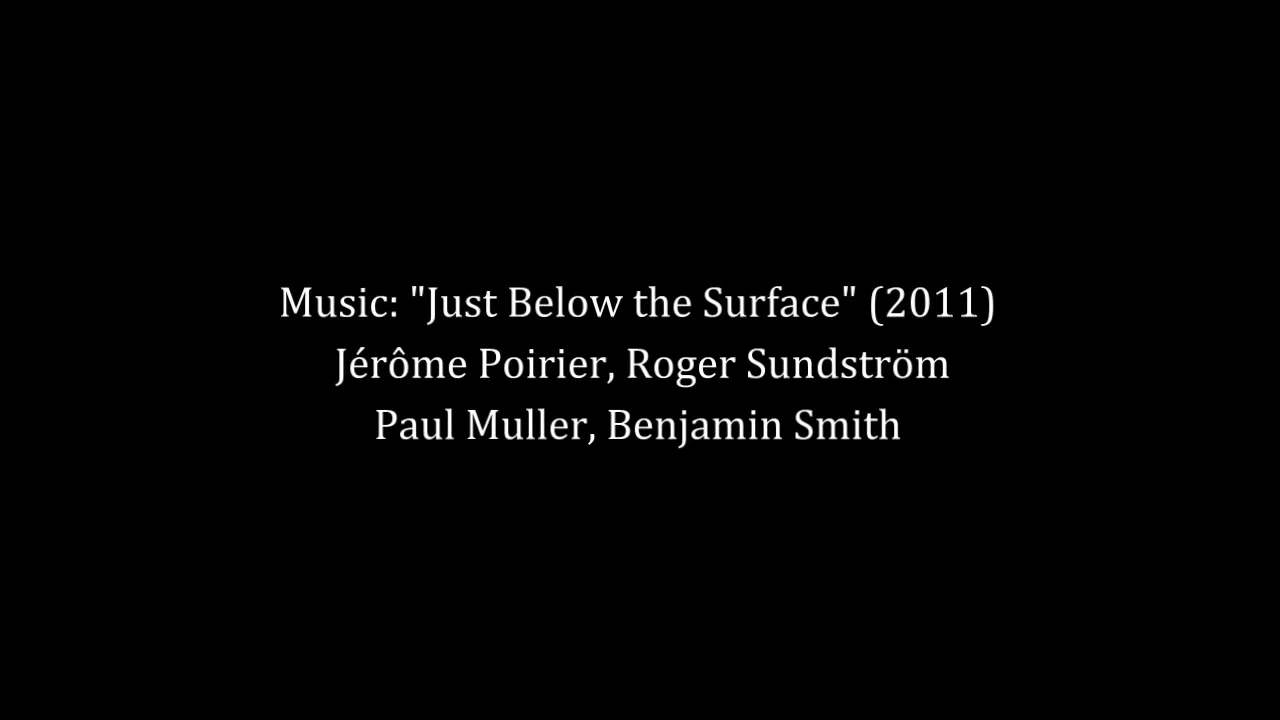 Music: "Just Below the Surface" (2011)
Jérôme Poirier, Roger Sundström
Paul Muller, Benjamin Smith